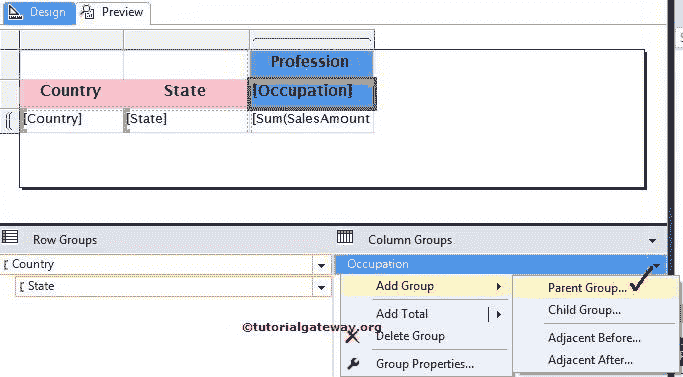 Design Preview
Profession
Country State [Occupation]
[Country] [State] [Sum(SalesAmount
Row Groups Column Groups
Country Occupation
State
Add Group Parent Group...
Child Group...
Add Total
©tutorialgateway.org
Delete Group Adjacent Before...
Group Properties... Adjacent After...